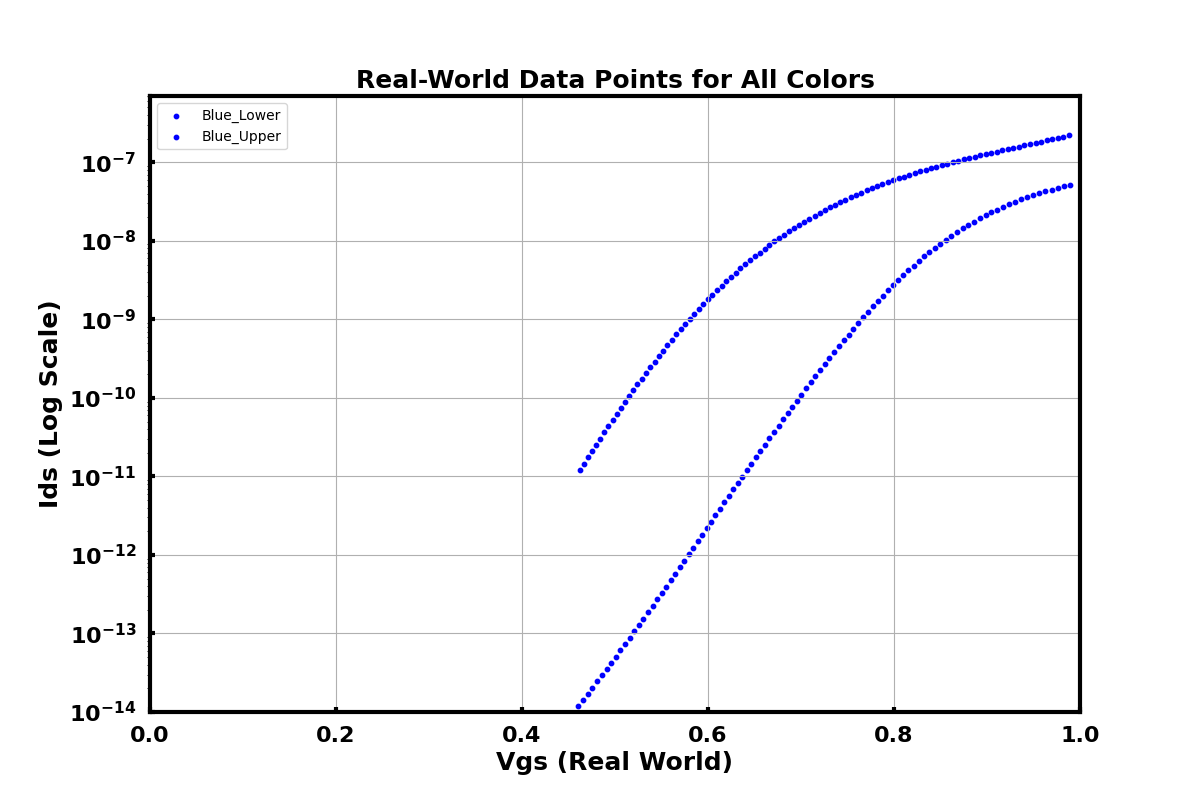 Real-World Data Points for All Colors
Blue_Lower
Blue_Upper
Ids (Log Scale)
10⁻⁷
10⁻⁸
10⁻⁹
10⁻¹⁰
10⁻¹¹
10⁻¹²
10⁻¹³
10⁻¹⁴
0.0 0.2 0.4 0.6 0.8 1.0
Vgs (Real World)